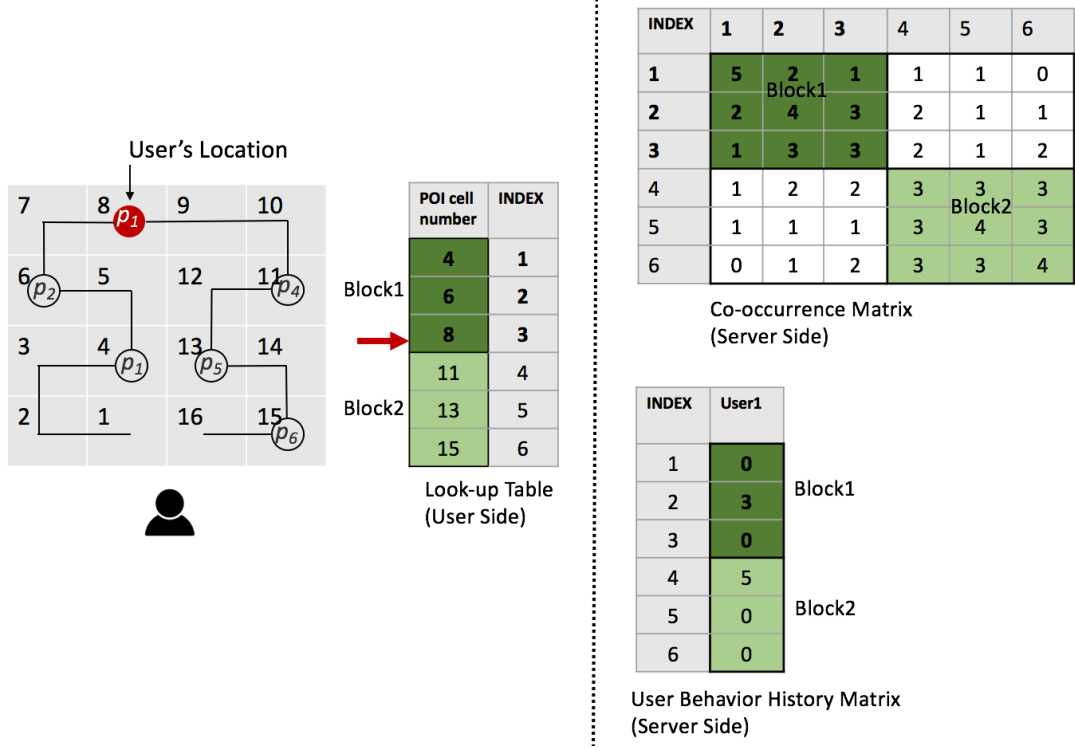 User's Location
7 8 9 10
p1
6 5 12 11
p2 p4
3 4 13 14
p1 p5
2 1 16 15
p6
POI cell number INDEX
4 1
6 2
8 3
11 4
13 5
15 6
Block1
Block2
Look-up Table
(User Side)
INDEX 1 2 3 4 5 6
1 5 2 1 1 1 0
Block1
2 2 4 3 2 1 1
3 1 3 3 2 1 2
4 1 2 2 3 3 3
Block2
5 1 1 1 3 4 3
6 0 1 2 3 3 4
Co-occurrence Matrix
(Server Side)
INDEX User1
1 0
2 3
3 0
4 5
5 0
6 0
Block1
Block2
User Behavior History Matrix
(Server Side)